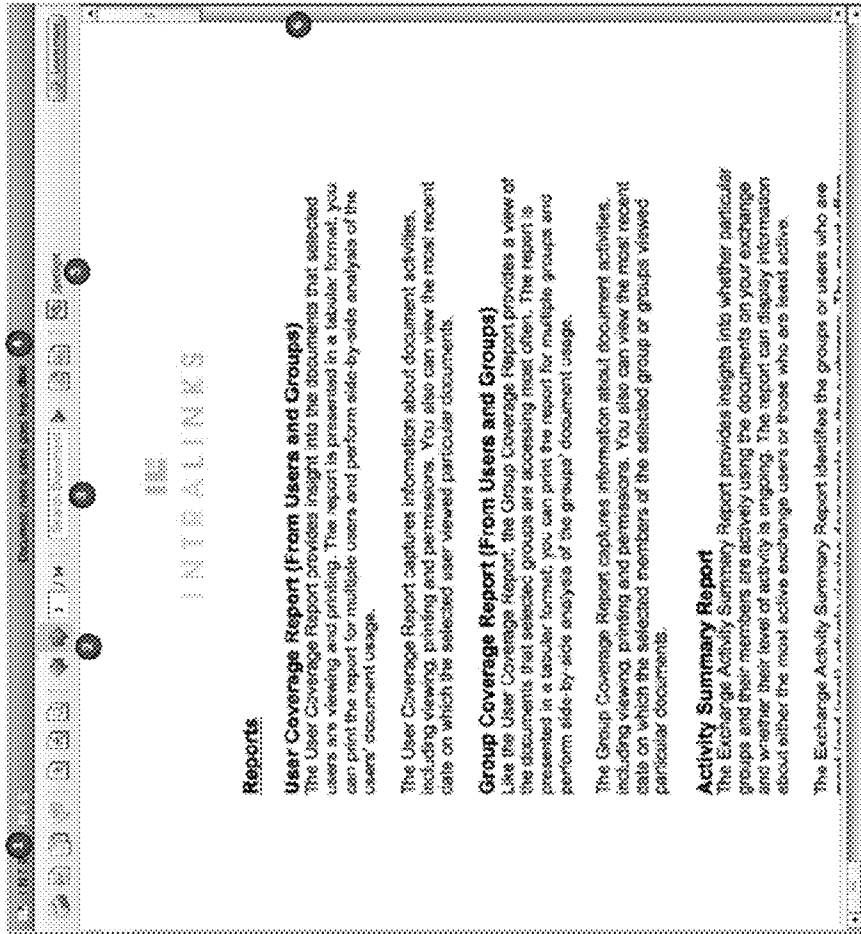 / 14
INTRALINKS
Reports
User Coverage Report (From Users and Groups)
The User Coverage Report provides insight into the documents that selected
users are viewing and printing. The report is presented in a tabular format; you
can print the report for multiple users and perform side-by-side analysis of the
users' document usage.
The User Coverage Report captures information about document activities,
including viewing, printing and permissions. You also can view the most recent
date on which the selected user viewed particular documents.
Group Coverage Report (From Users and Groups)
Like the User Coverage Report, the Group Coverage Report provides a view of
the documents that selected groups are accessing most often. The report is
presented in a tabular format; you can print the report for multiple groups and
perform side-by-side analysis of the groups' document usage.
The Group Coverage Report captures information about document activities,
including viewing, printing and permissions. You also can view the most recent
date on which the selected members of the selected group or groups viewed
particular documents.
Activity Summary Report
The Exchange Activity Summary Report provides insights into whether particular
groups and their members are actively using the documents on your exchange
and whether their level of activity is ongoing. The report can display information
about either the most active exchange users or those who are least active.
The Exchange Activity Summary Report identifies the groups or users who are